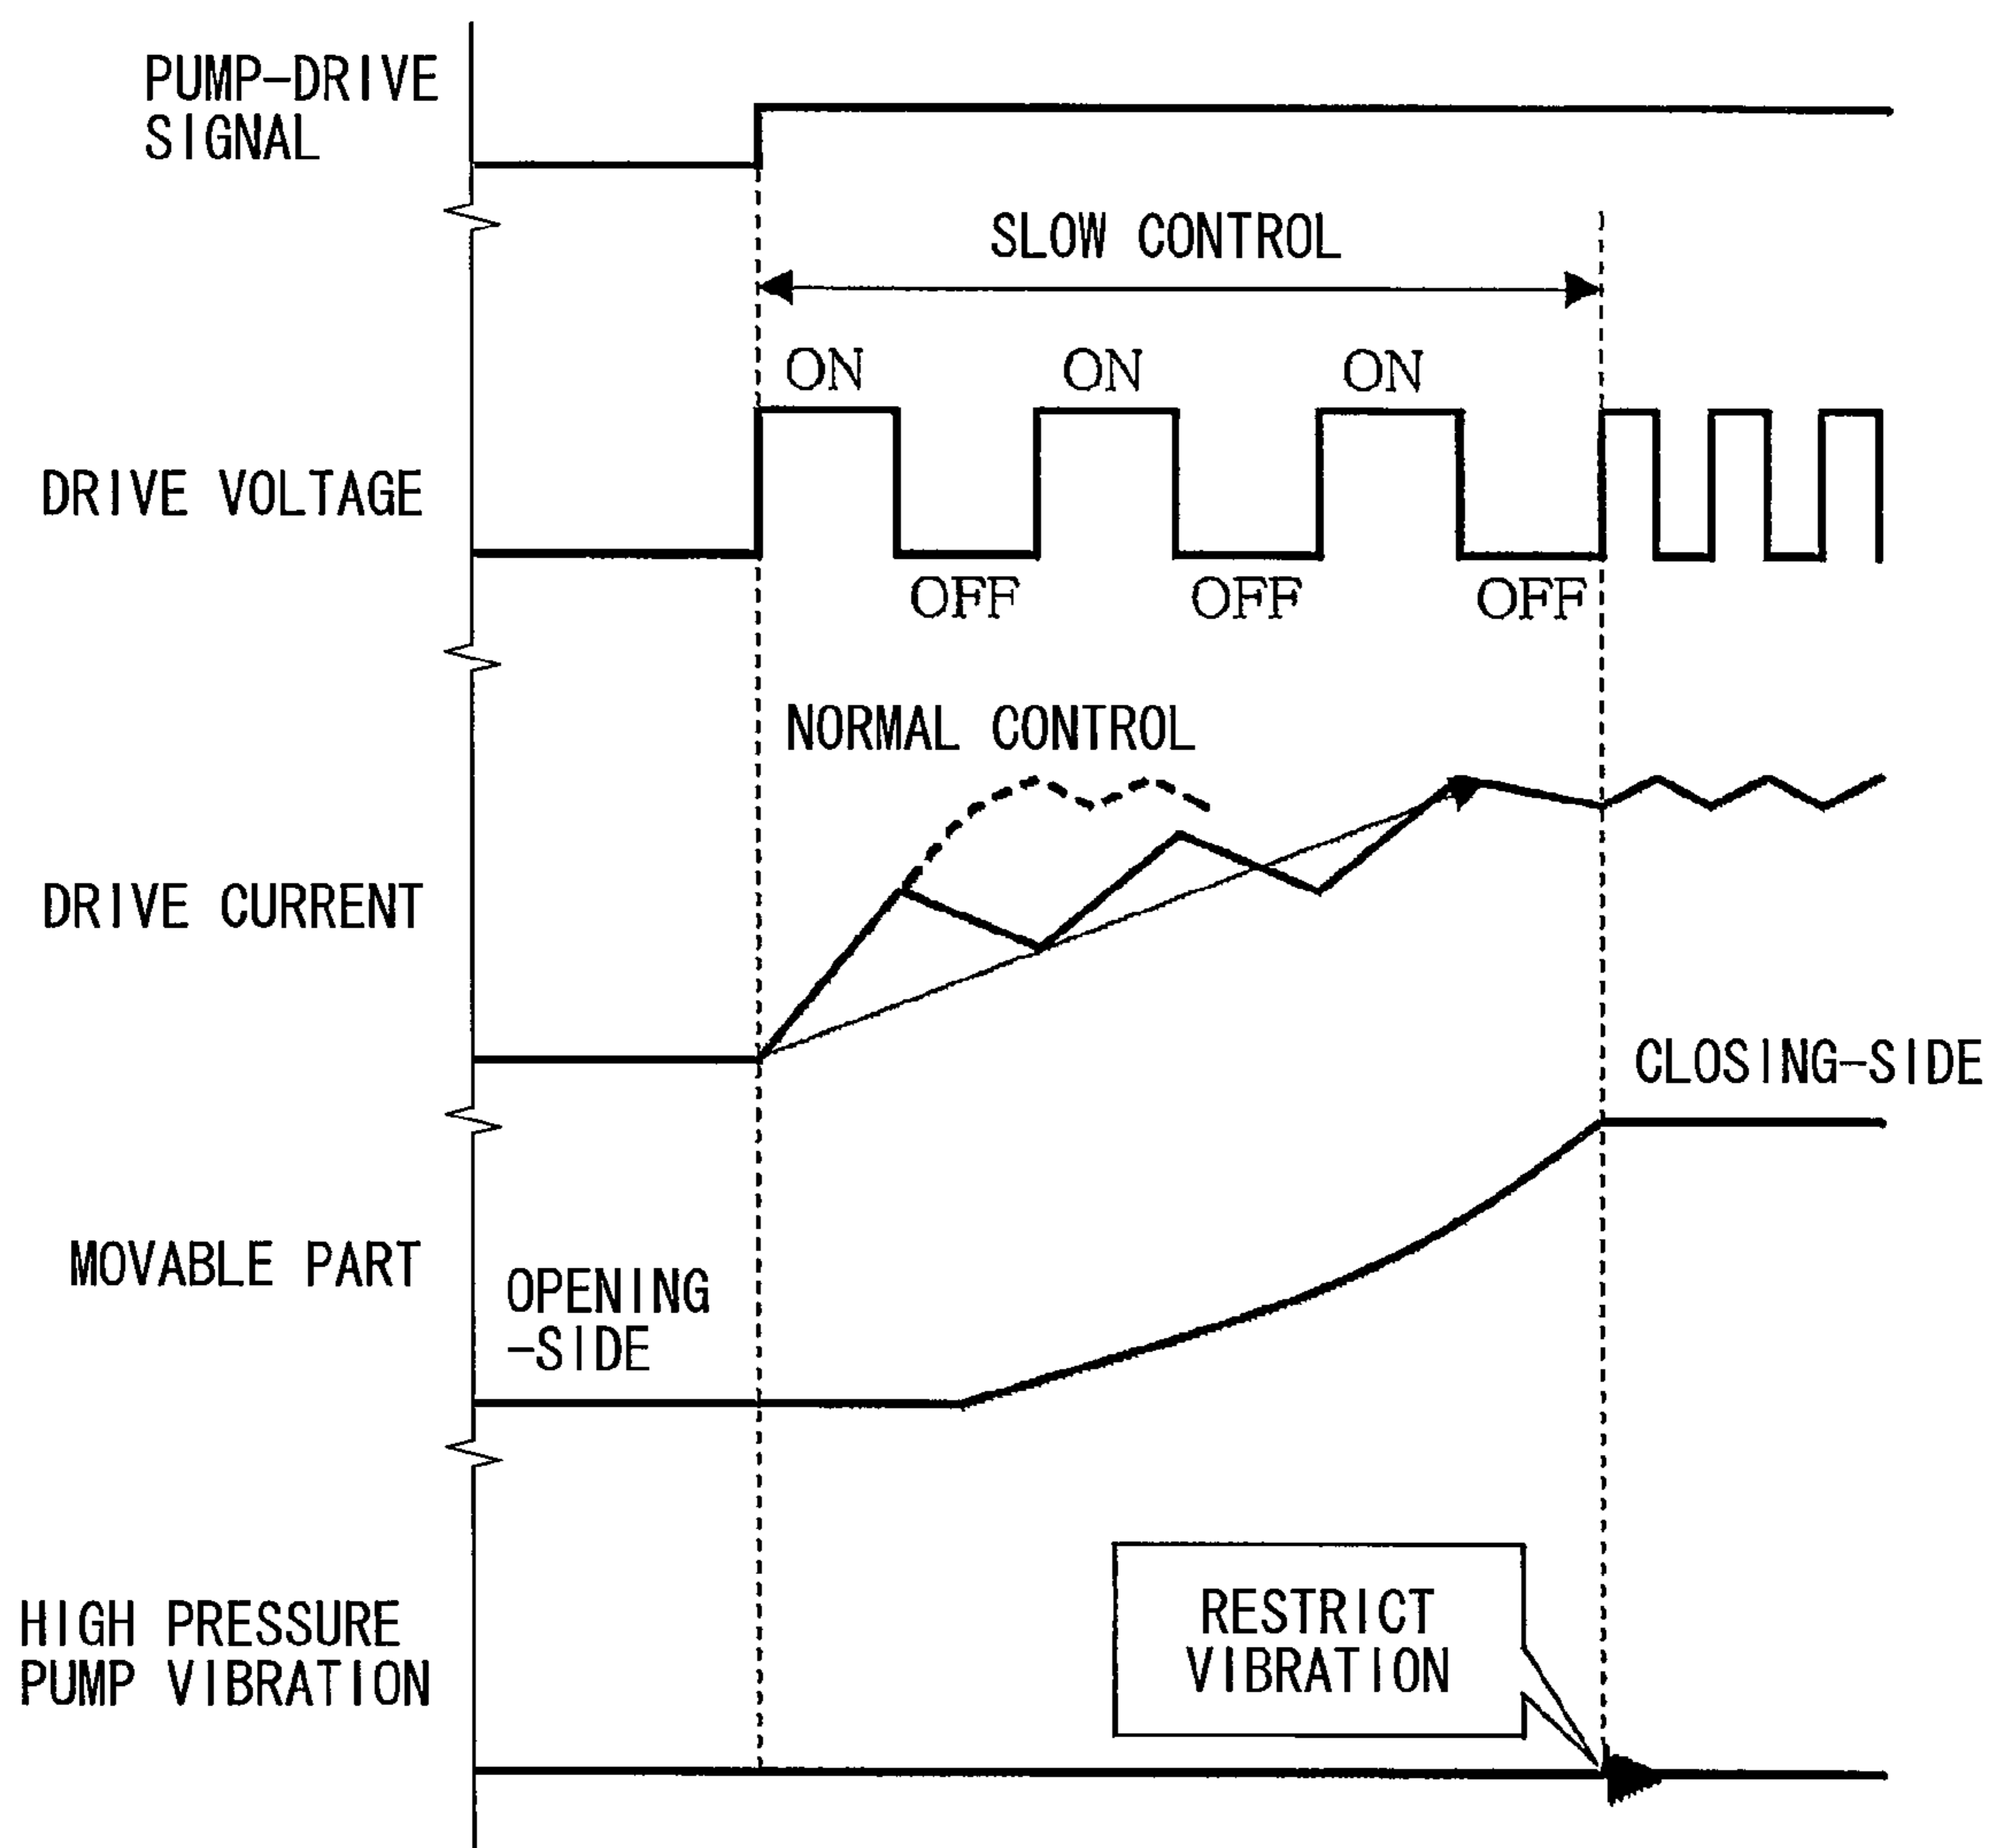 PUMP-DRIVE
SIGNAL
SLOW CONTROL
ON ON ON
DRIVE VOLTAGE
OFF OFF OFF
NORMAL CONTROL
DRIVE CURRENT
CLOSING-SIDE
MOVABLE PART
OPENING
-SIDE
HIGH PRESSURE
PUMP VIBRATION
RESTRICT
VIBRATION